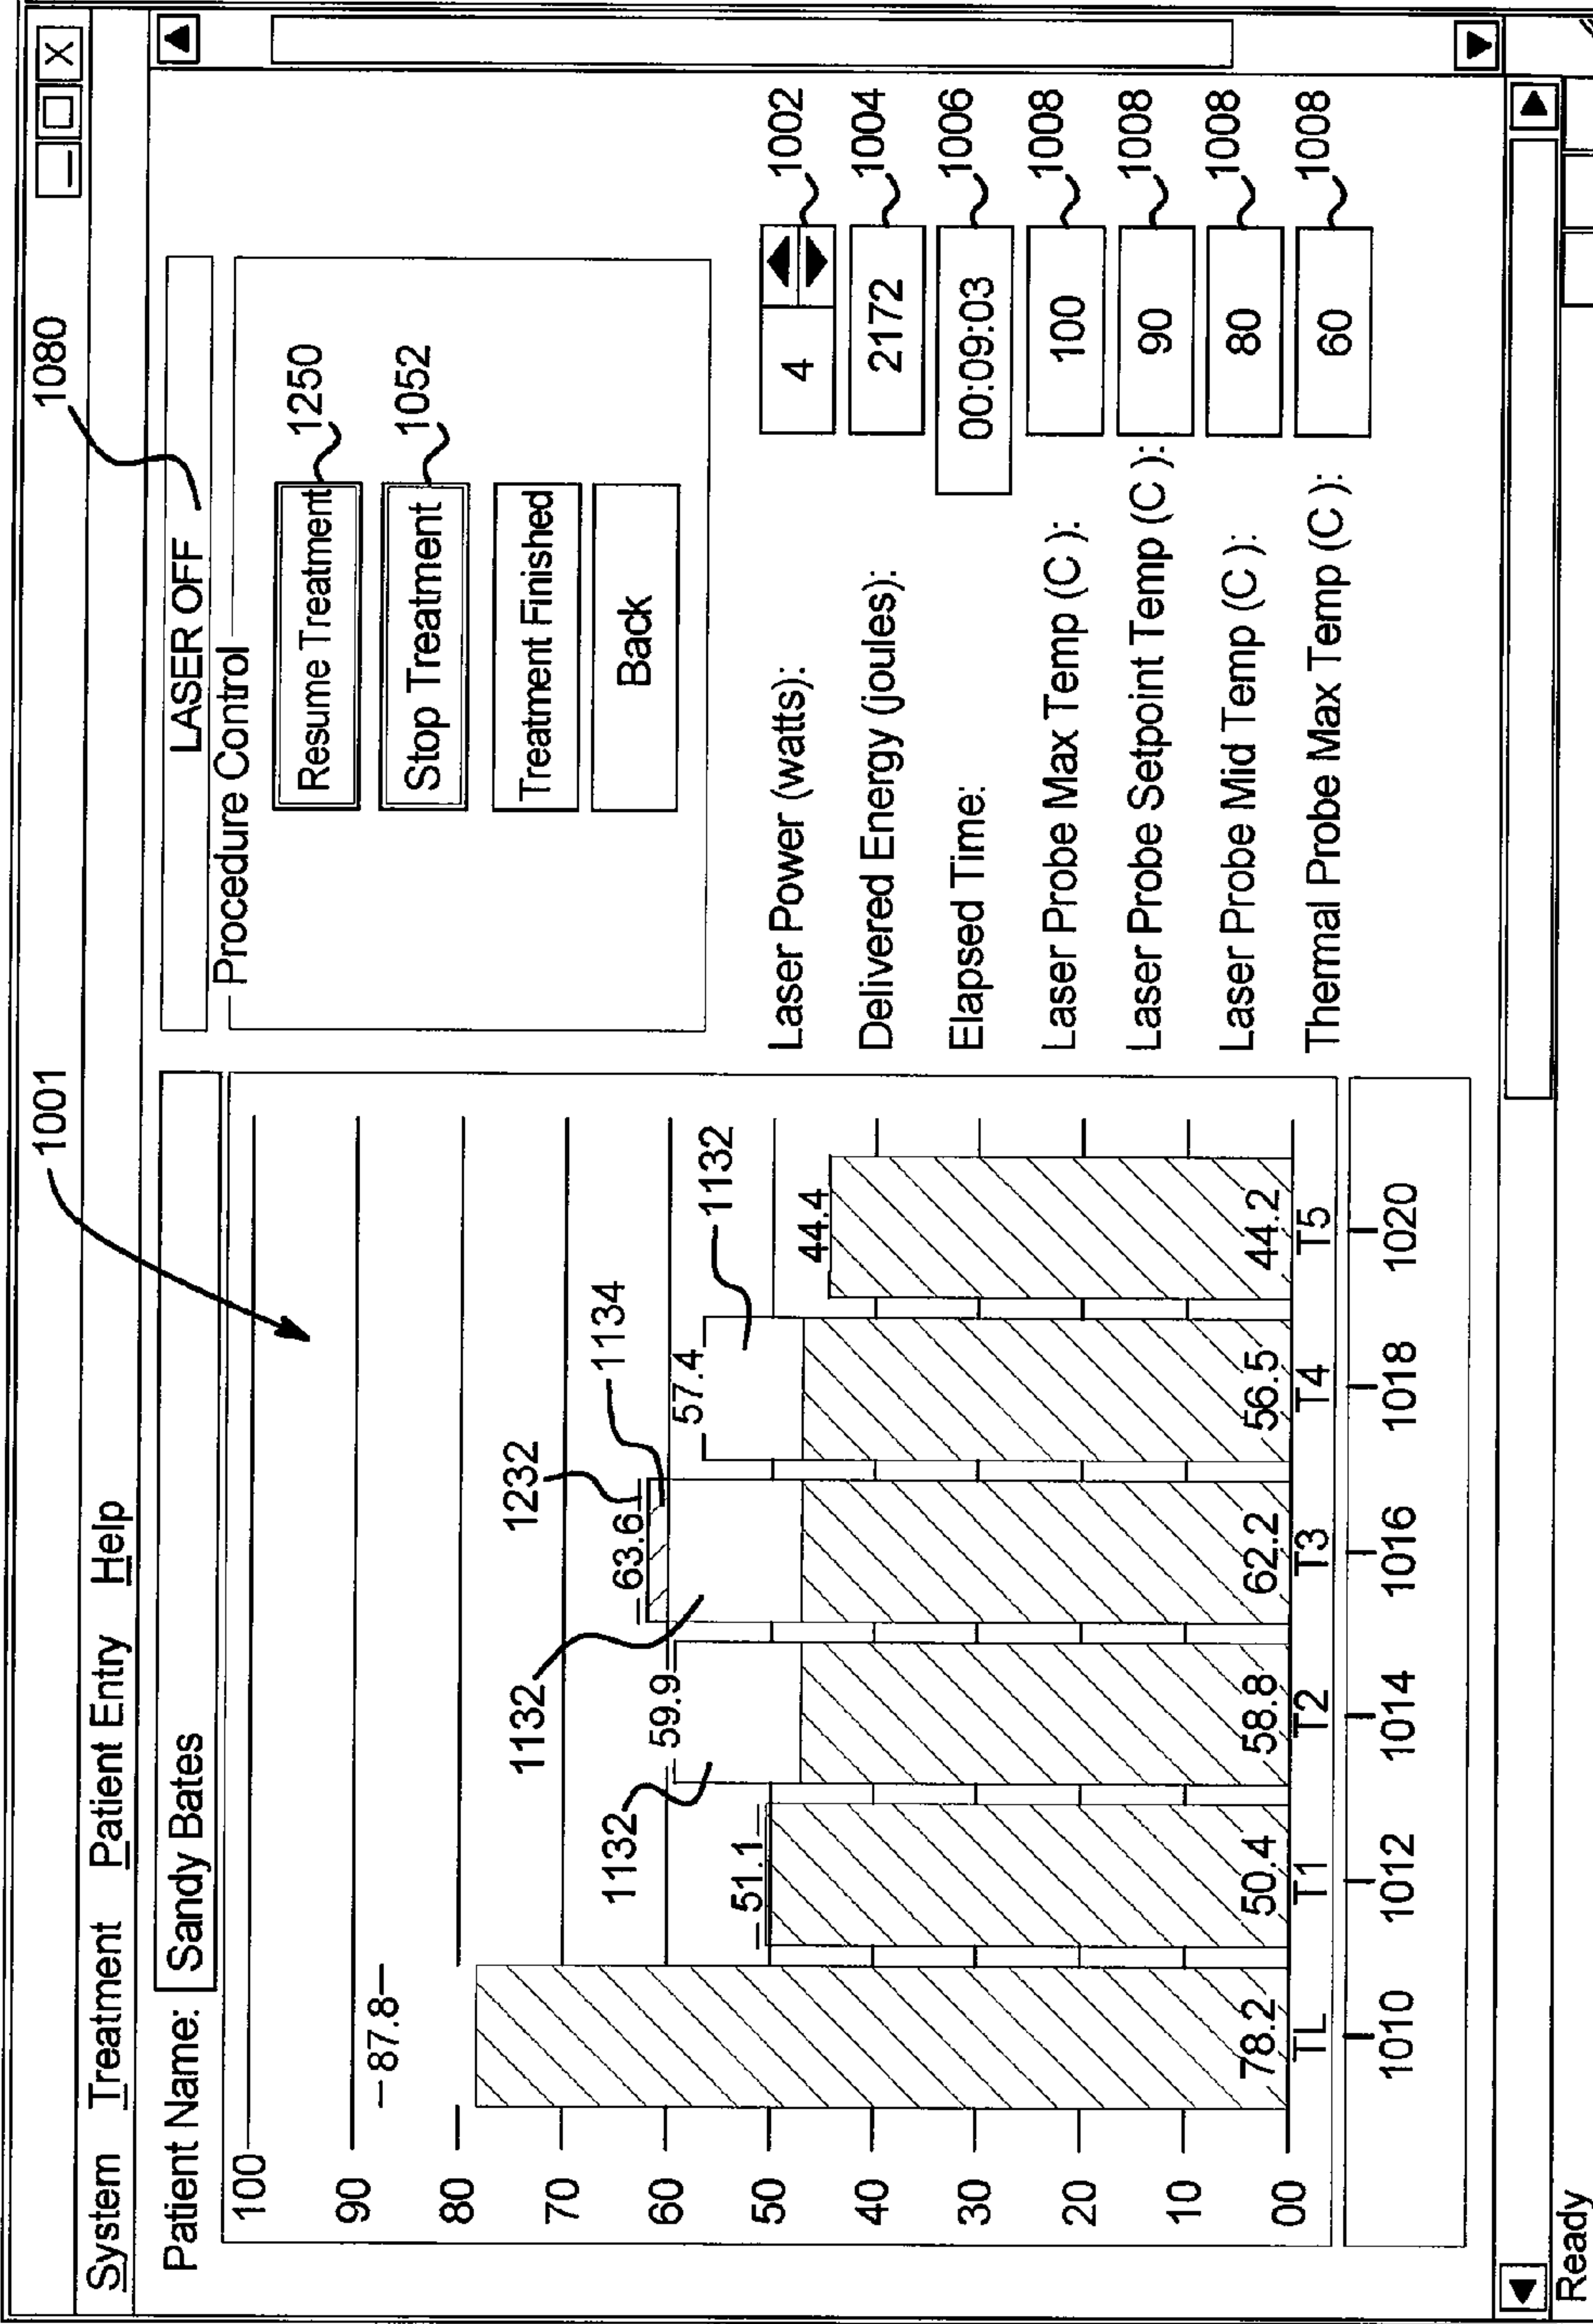 1001
1080
System Treatment Patient Entry Help
_ X
Patient Name: Sandy Bates
LASER OFF
Procedure Control
Resume Treatment 1250
Stop Treatment 1052
Treatment Finished
Back
100
90
80
70
60
50
40
30
20
10
00
87.8
51.1
59.9
63.6
57.4
44.4
1132
1132
1232
1134
1132
78.2 50.4 58.8 62.2 56.5 44.2
TL T1 T2 T3 T4 T5
1010 1012 1014 1016 1018 1020
Laser Power (watts): 4 1002
Delivered Energy (joules): 2172 1004
Elapsed Time: 00:09:03 1006
Laser Probe Max Temp (C ): 100 1008
Laser Probe Setpoint Temp (C ): 90 1008
Laser Probe Mid Temp (C ): 80 1008
Thermal Probe Max Temp (C ): 60 1008
Ready